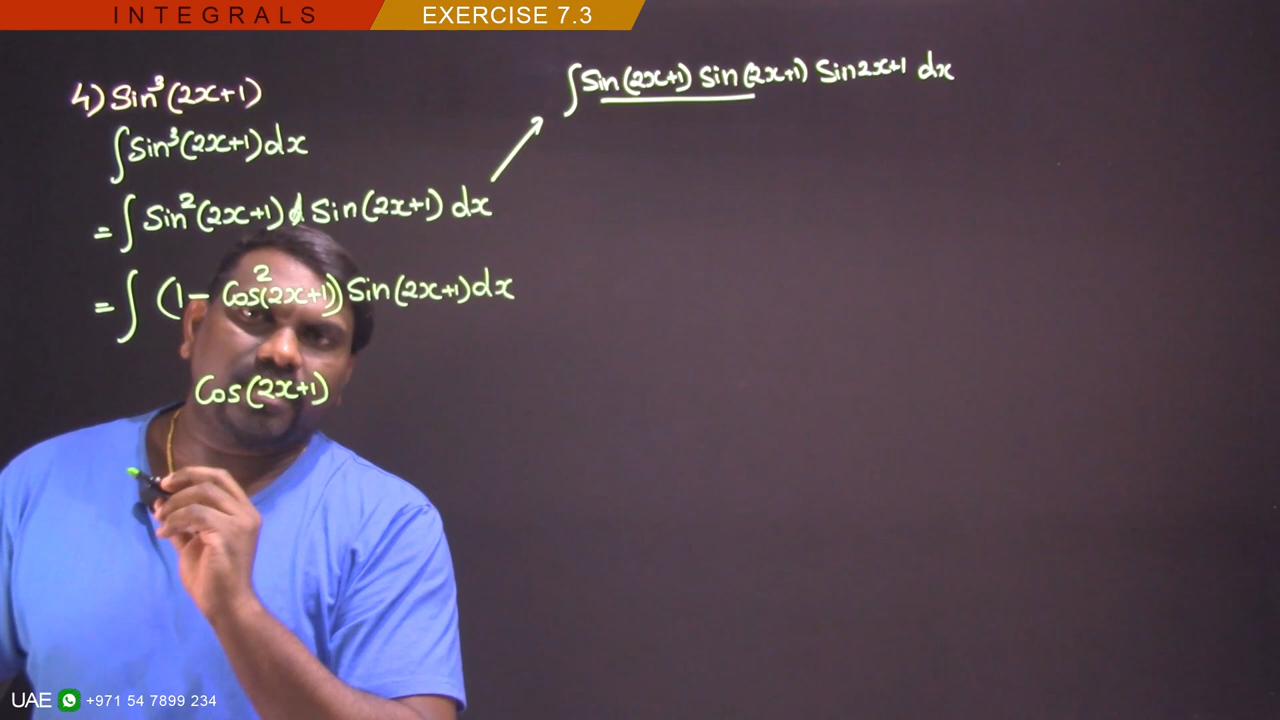 INTEGRALS EXERCISE 7.3
4) Sin³(2x+1)
∫Sin³(2x+1)dx
= ∫ Sin²(2x+1) Sin(2x+1) dx
∫Sin(2x+1) Sin(2x+1) Sin2x+1 dx
= ∫ (1 - Cos²(2x+1)) Sin(2x+1)dx
Cos(2x+1)
UAE +971 54 7899 234